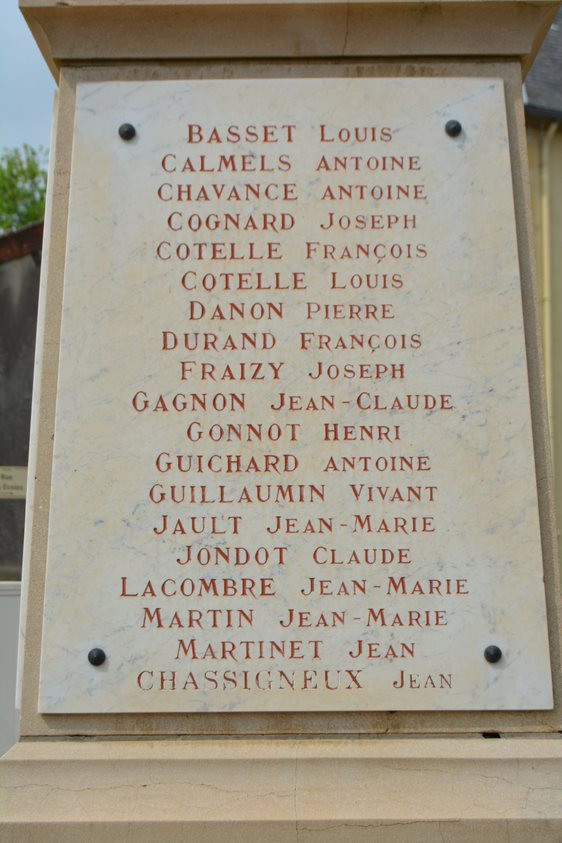 BASSET LOUIS
CALMELS ANTOINE
CHAVANCE ANTOINE
COGNARD JOSEPH
COTELLE FRANÇOIS
COTELLE LOUIS
DANON PIERRE
DURAND FRANÇOIS
FRAIZY JOSEPH
GAGNON JEAN-CLAUDE
GONNOT HENRI
GUICHARD ANTOINE
GUILLAUMIN VIVANT
JAULT JEAN-MARIE
JONDOT CLAUDE
LACOMBRE JEAN-MARIE
MARTIN JEAN-MARIE
MARTINET JEAN
CHASSIGNEUX JEAN